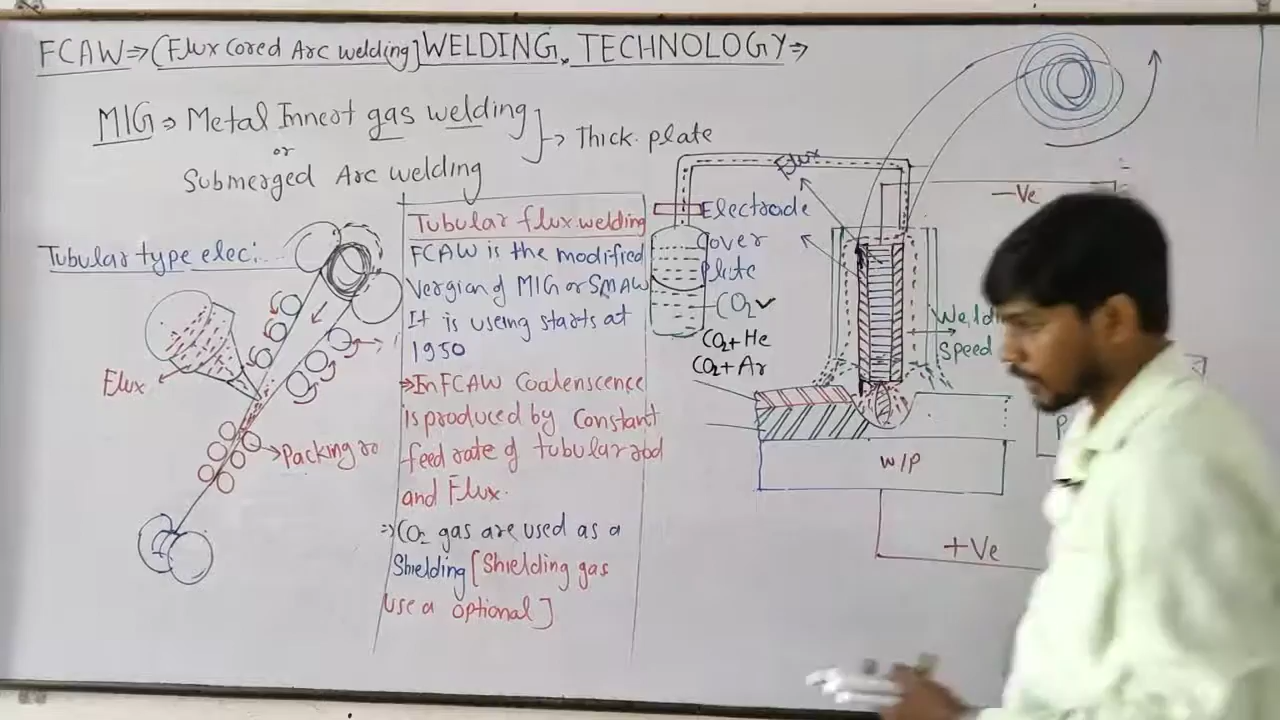 FCAW⇒(Flux Cored Arc welding] WELDING, TECHNOLOGY⇒
MIG ⇒ Metal Inneot gas welding
or
Submerged Arc welding
→ Thick plate
Tubular type elec:
Flux
Packing ro
Tubular flux welding
FCAW is the modified
Vergian of MIG or SMAW
It is useing starts at
1950
⇒In FCAW Coalenscence
is produced by Constant
feed rate of tubular rod
and Flux.
⇒CO₂ gas are used as a
Shielding [Shielding gas
use a optional]
Flux
Electrode
Cover
plate
CO₂
CO₂+He
CO₂+Ar
-Ve
Weldi
Speed
W/P
+Ve